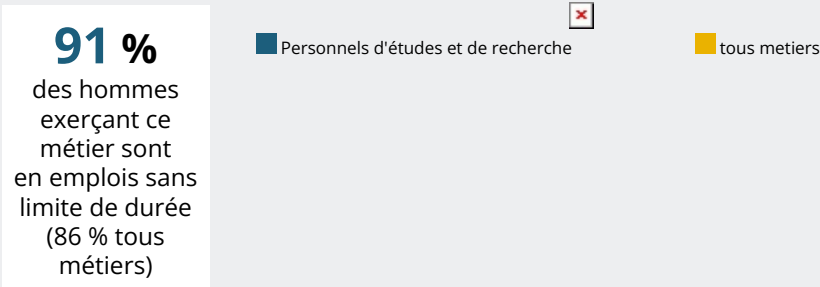 91 %
des hommes
exerçant ce
métier sont
en emplois sans
limite de durée
(86 % tous
métiers)
Personnels d'études et de recherche
tous metiers